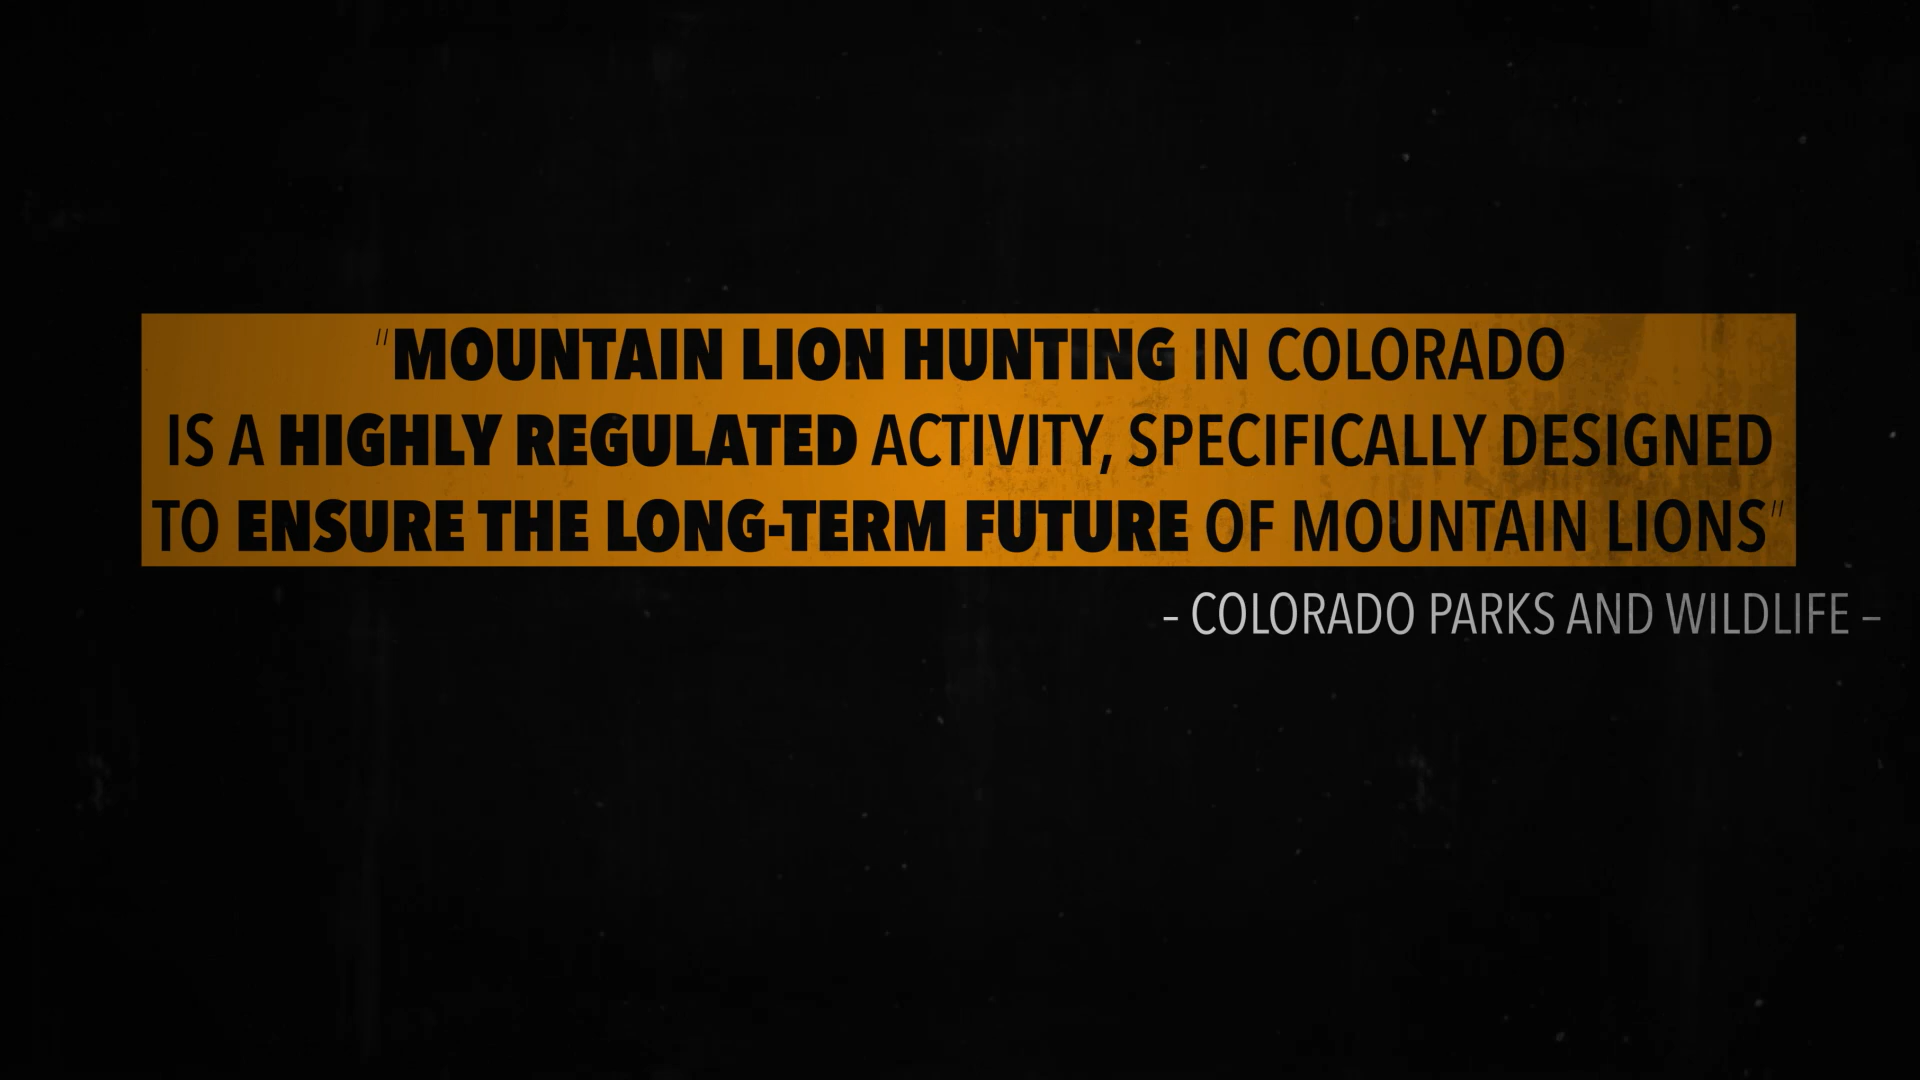 "MOUNTAIN LION HUNTING IN COLORADO
IS A HIGHLY REGULATED ACTIVITY, SPECIFICALLY DESIGNED
TO ENSURE THE LONG-TERM FUTURE OF MOUNTAIN LIONS"
- COLORADO PARKS AND WILDLIFE –